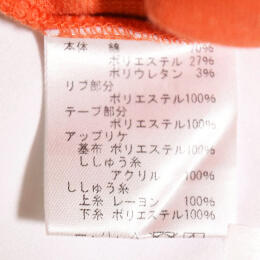 本体 綿 70%
ポリエステル 27%
ポリウレタン 3%
リブ部分
ポリエステル100%
テープ部分
ポリエステル100%
アップリケ
基布 ポリエステル100%
ししゅう糸
アクリル 100%
ししゅう糸
上糸 レーヨン 100%
下糸 ポリエステル100%